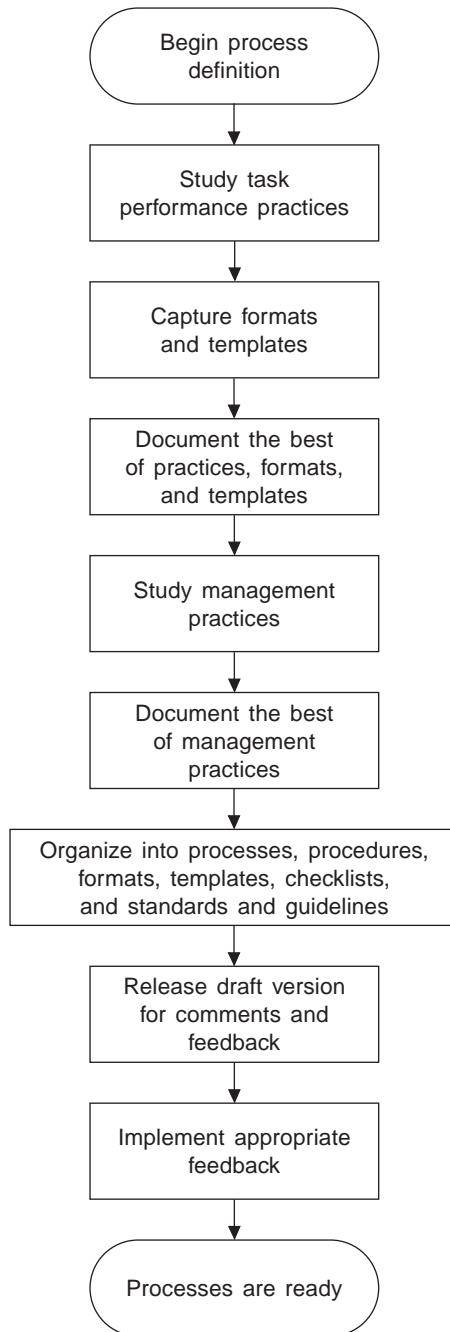 Begin process
definition
Study task
performance practices
Capture formats
and templates
Document the best
of practices, formats,
and templates
Study management
practices
Document the best
of management
practices
Organize into processes, procedures,
formats, templates, checklists,
and standards and guidelines
Release draft version
for comments and
feedback
Implement appropriate
feedback
Processes are ready